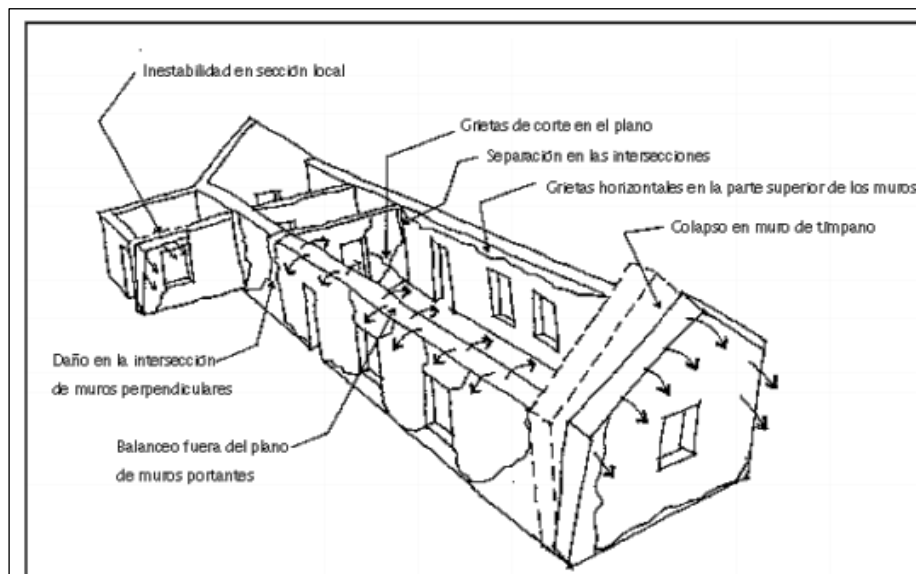 Inestabilidad en sección local
Grietas de corte en el plano
Separación en las intersecciones
Grietas horizontales en la parte superior de los muros
Colapso en muro de tímpano
Daño en la intersección
de muros perpendiculares
Balanceo fuera del plano
de muros portantes